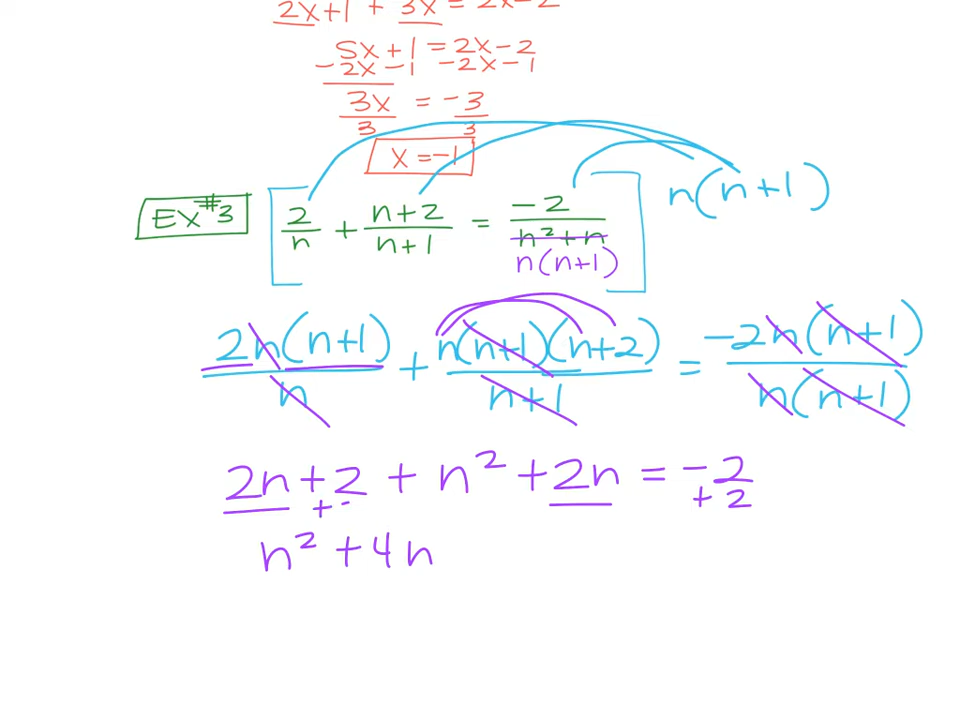 2x+1 + 3x = 2x-2
5x+1 = 2x-2
-2x -1 -2x-1
3x = -3
3 3
x = -1
EX#3 2/n + n+2/n+1 = -2/n²+n n(n+1)
n(n+1)
2n(n+1)/n + n(n+1)(n+2)/n+1 = -2n(n+1)/n(n+1)
2n+2 + n² +2n = -2
+ - +2
n² +4n